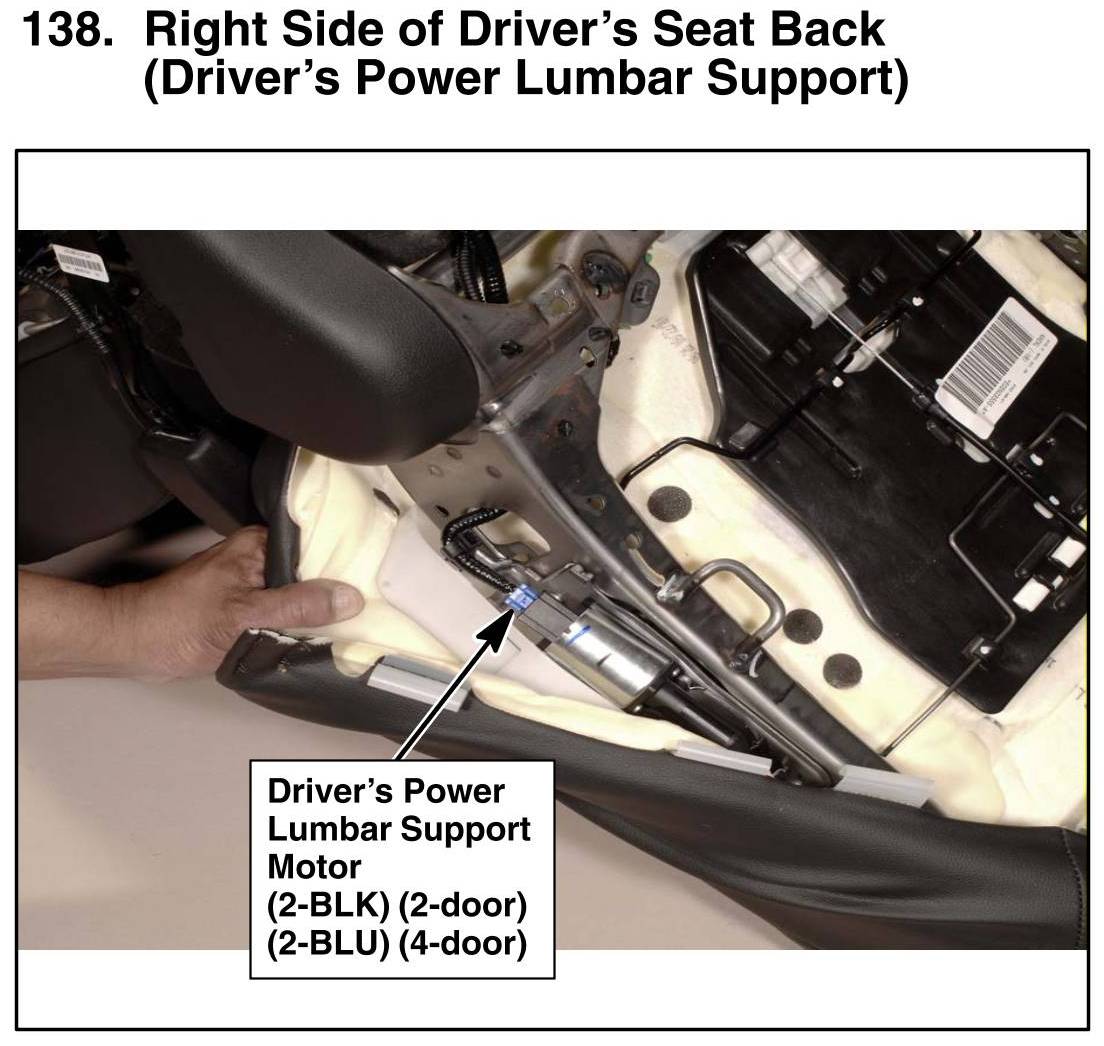 138. Right Side of Driver’s Seat Back
(Driver’s Power Lumbar Support)
Driver’s Power
Lumbar Support
Motor
(2-BLK) (2-door)
(2-BLU) (4-door)